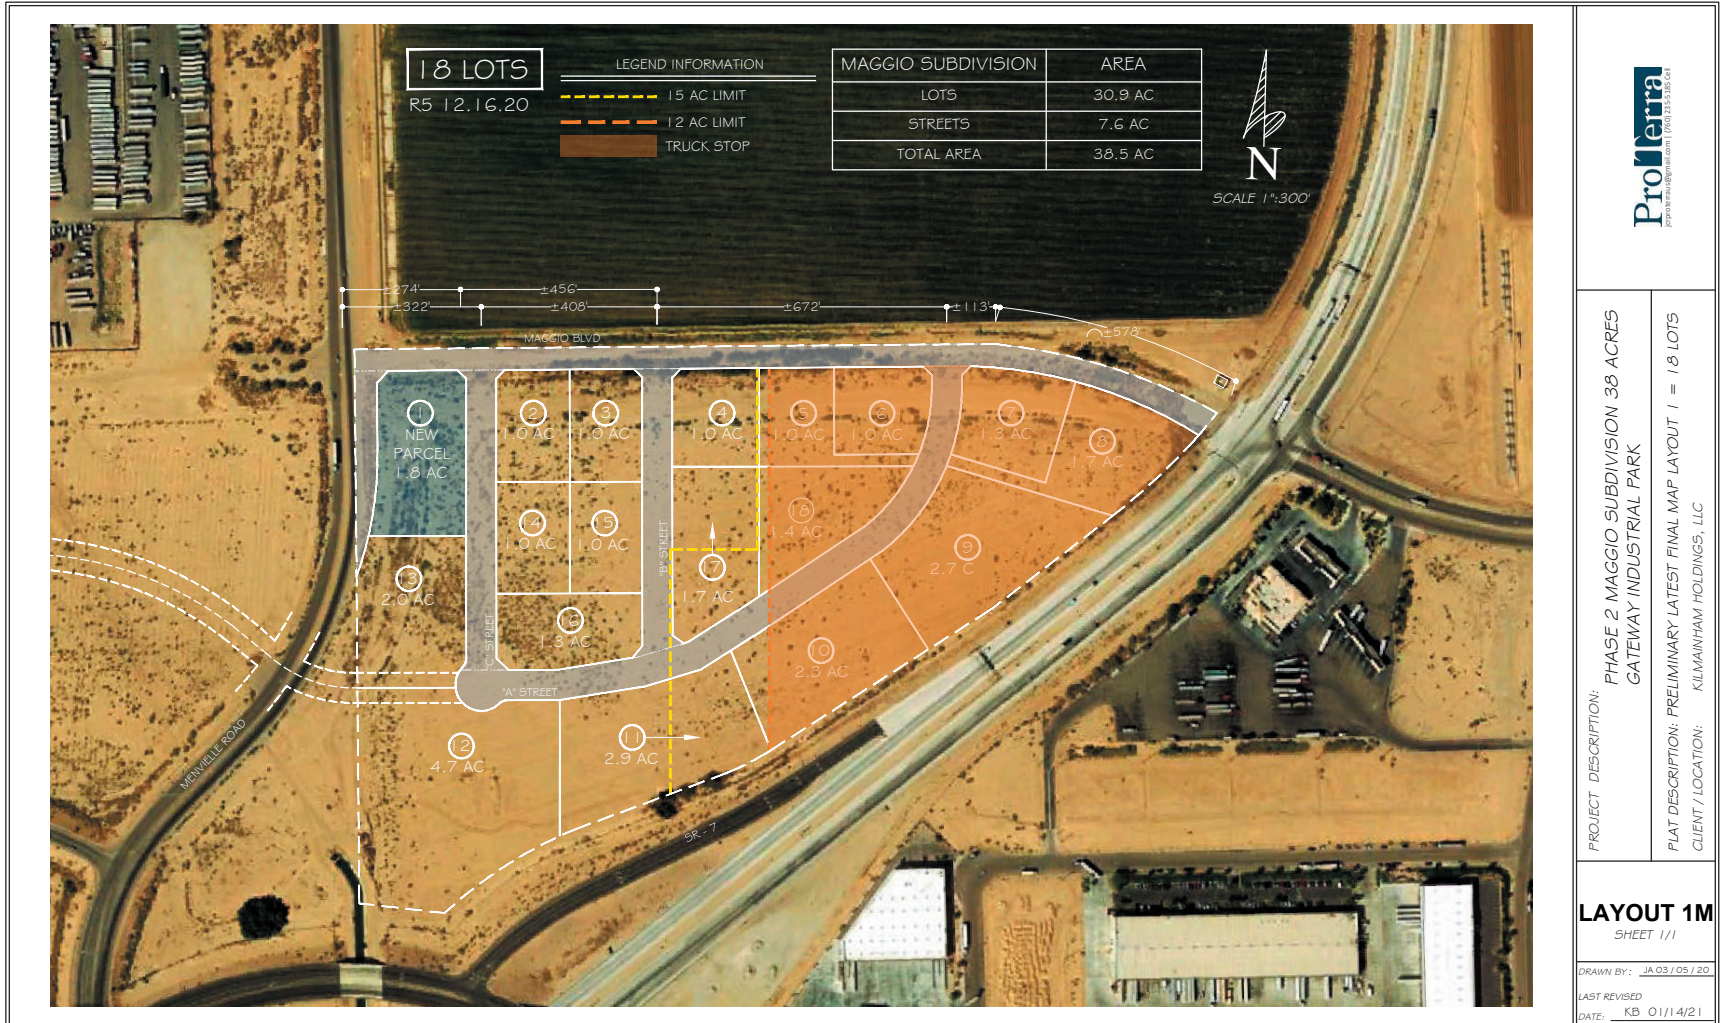 18 LOTS
R5 12.16.20
LEGEND INFORMATION
15 AC LIMIT
12 AC LIMIT
TRUCK STOP
MAGGIO SUBDIVISION AREA
LOTS 30.9 AC
STREETS 7.6 AC
TOTAL AREA 38.5 AC
N
SCALE 1":300'
±274' ±456'
±322' ±408' ±672' ±113' ±578'
MAGGIO BLVD
1
NEW
PARCEL
1.8 AC
2
1.0 AC
3
1.0 AC
4
1.0 AC
5
1.0 AC
6
1.0 AC
7
1.3 AC
8
1.7 AC
18
1.4 AC
9
2.7 C
14
1.0 AC
15
1.0 AC
17
1.7 AC
13
2.0 AC
16
1.3 AC
10
2.3 AC
"B" STREET
"C" STREET
"A" STREET
12
4.7 AC
11
2.9 AC
MENVIELLE ROAD
SR - 7
ProTerra
PROJECT DESCRIPTION:
PHASE 2 MAGGIO SUBDIVISION 38 ACRES
GATEWAY INDUSTRIAL PARK
PLAT DESCRIPTION: PRELIMINARY LATEST FINAL MAP LAYOUT 1 = 18 LOTS
CLIENT / LOCATION: KILMAINHAM HOLDINGS, LLC
LAYOUT 1M
SHEET 1/1
DRAWN BY: JA 03 / 05 / 20
LAST REVISED
DATE: KB 01/14/21